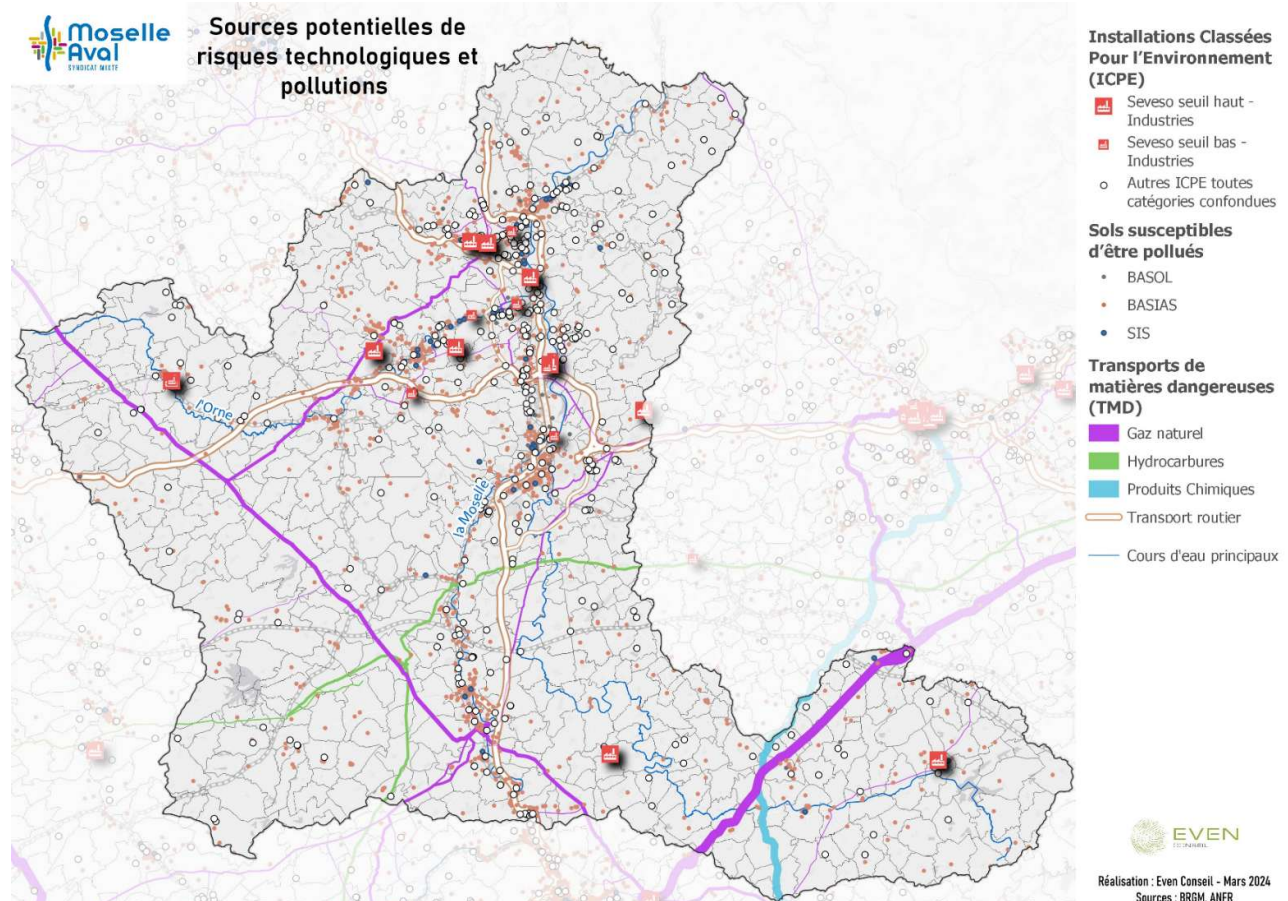 Moselle
Aval
SYNDICAT MIXTE
Sources potentielles de
risques technologiques et
pollutions
l'Orne
la Moselle
Installations Classées
Pour l'Environnement
(ICPE)
Seveso seuil haut -
Industries
Seveso seuil bas -
Industries
Autres ICPE toutes
catégories confondues
Sols susceptibles
d'être pollués
BASOL
BASIAS
SIS
Transports de
matières dangereuses
(TMD)
Gaz naturel
Hydrocarbures
Produits Chimiques
Transport routier
Cours d'eau principaux
EVEN
CONSEIL
Réalisation : Even Conseil - Mars 2024
Sources : BRGM, ANFR